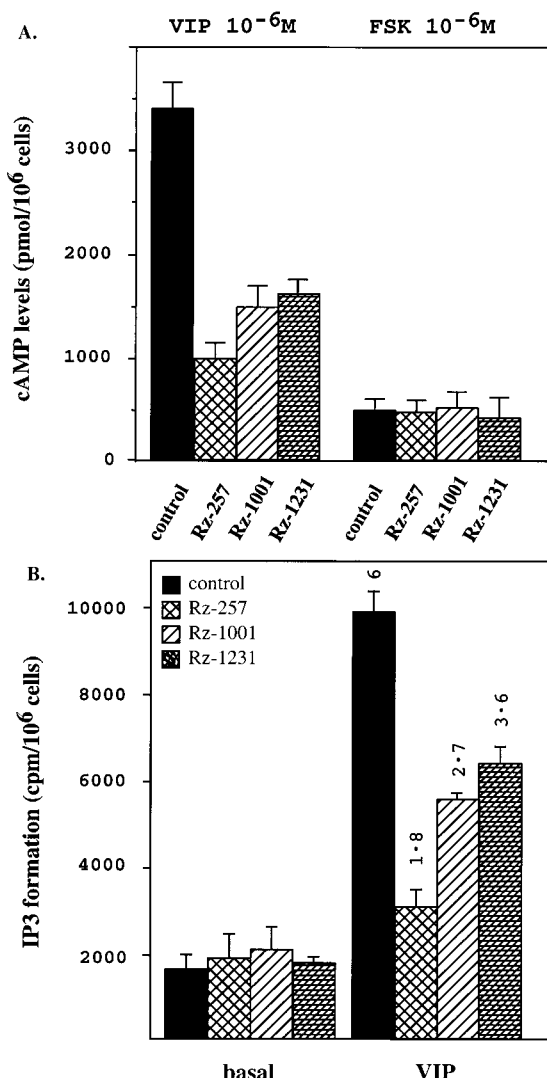 A.
VIP 10-6M FSK 10-6M
cAMP levels (pmol/106 cells)
3000
2000
1000
0
control Rz-257 Rz-1001 Rz-1231 control Rz-257 Rz-1001 Rz-1231
B.
IP3 formation (cpm/106 cells)
10000
8000
6000
4000
2000
control
Rz-257
Rz-1001
Rz-1231
6
1·8
2·7
3·6
basal VIP